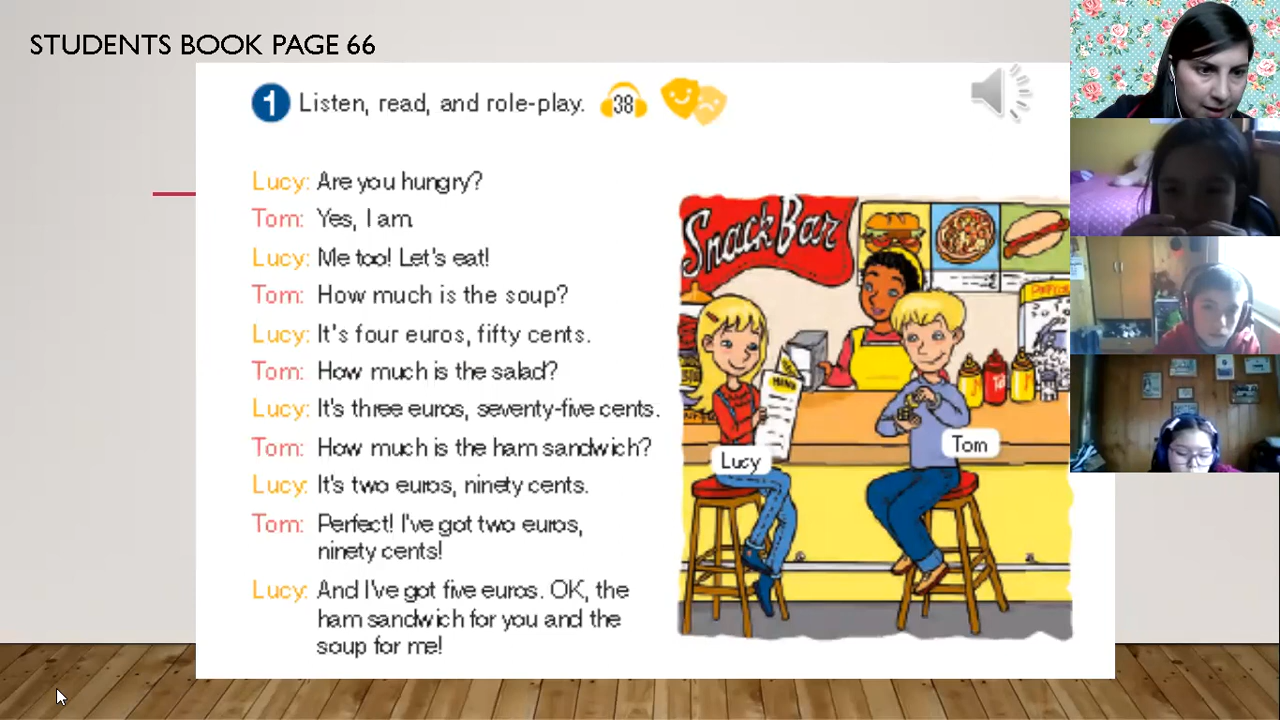 STUDENTS BOOK PAGE 66
1 Listen, read, and role-play. 38
Lucy: Are you hungry?
Tom: Yes, I am.
Lucy: Me too! Let's eat!
Tom: How much is the soup?
Lucy: It's four euros, fifty cents.
Tom: How much is the salad?
Lucy: It's three euros, seventy-five cents.
Tom: How much is the ham sandwich?
Lucy: It's two euros, ninety cents.
Tom: Perfect! I've got two euros,
ninety cents!
Lucy: And I've got five euros. OK, the
ham sandwich for you and the
soup for me!
Snack Bar
MENU
Lucy
Tom